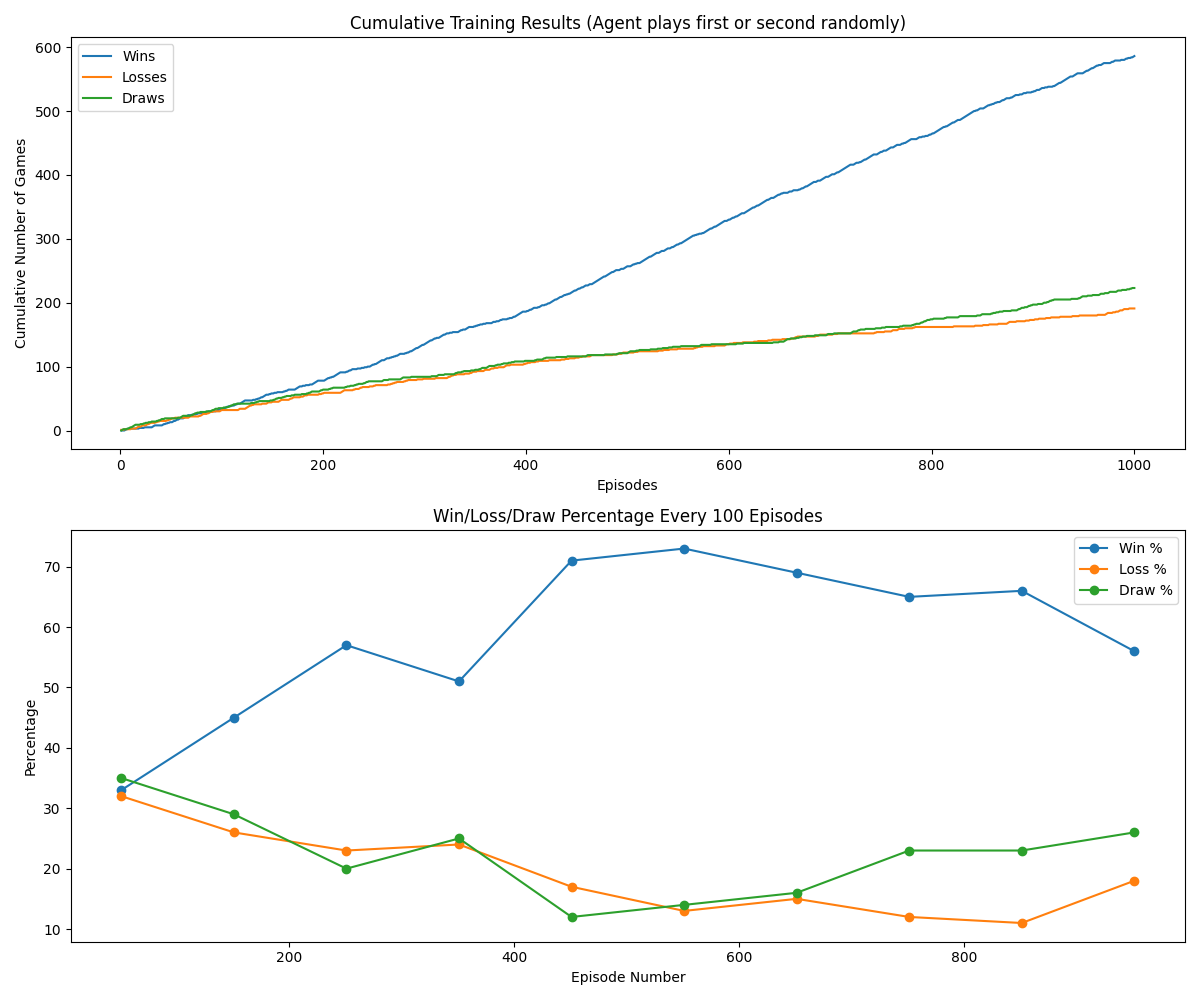 Cumulative Training Results (Agent plays first or second randomly)
Wins
Losses
Draws
Cumulative Number of Games
600
500
400
300
200
100
0
0 200 400 600 800 1000
Episodes
Win/Loss/Draw Percentage Every 100 Episodes
Win %
Loss %
Draw %
Percentage
70
60
50
40
30
20
10
200 400 600 800
Episode Number